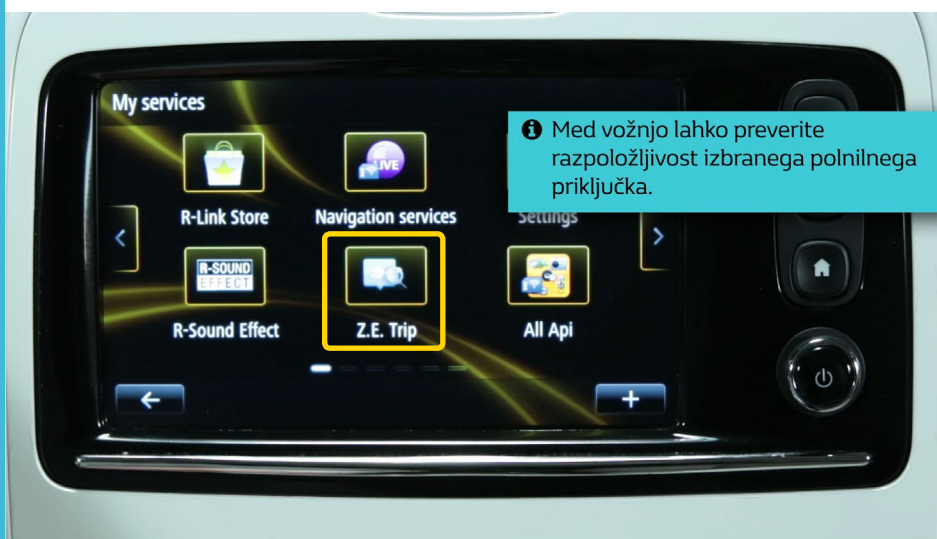 My services
Med vožnjo lahko preverite
razpoložljivost izbranega polnilnega
priključka.
LIVE
R-Link Store
Navigation services
Settings
R-SOUND
EFFECT
R-Sound Effect
Z.E. Trip
All Api